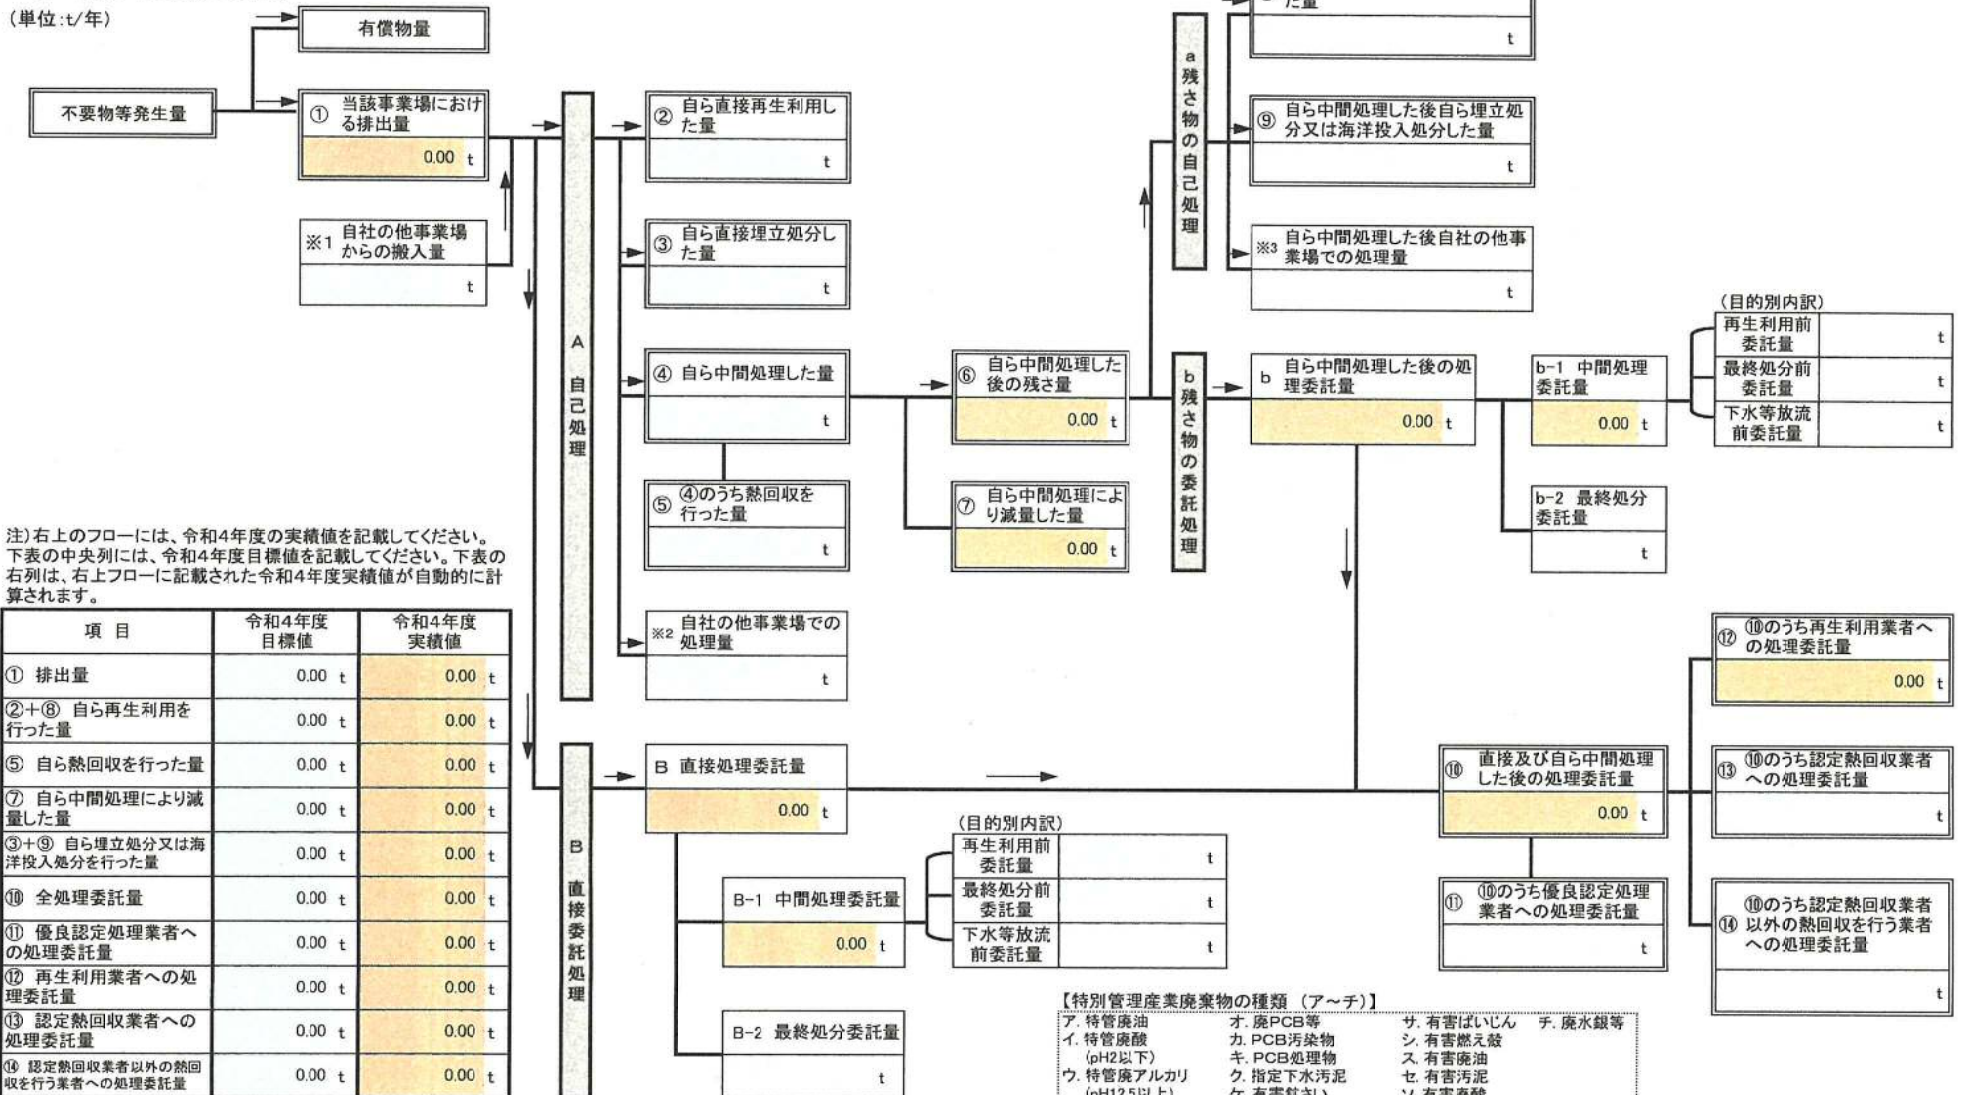 (単位:t/年)
有償物量
不要物等発生量
① 当該事業場におけ
る排出量
0.00 t
※1 自社の他事業場
からの搬入量
t
A 自己処理
② 自ら直接再生利用し
た量
t
③ 自ら直接埋立処分し
た量
t
④ 自ら中間処理した量
t
⑤ ④のうち熱回収を
行った量
t
※2 自社の他事業場での
処理量
t
⑥ 自ら中間処理した
後の残さ量
0.00 t
⑦ 自ら中間処理によ
り減量した量
0.00 t
a 残さ物の自己処理
た量
t
⑨ 自ら中間処理した後自ら埋立処
分又は海洋投入処分した量
t
※3 自ら中間処理した後自社の他事
業場での処理量
t
b 残さ物の委託処理
b 自ら中間処理した後の処
理委託量
0.00 t
b-1 中間処理
委託量
0.00 t
(目的別内訳)
再生利用前
委託量
t
最終処分前
委託量
t
下水等放流
前委託量
t
b-2 最終処分
委託量
t
注)右上のフローには、令和4年度の実績値を記載してください。
下表の中央列には、令和4年度目標値を記載してください。下表の
右列は、右上フローに記載された令和4年度実績値が自動的に計
算されます。
項 目 令和4年度
目標値 令和4年度
実績値
① 排出量 0.00 t 0.00 t
②+⑧ 自ら再生利用を
行った量 0.00 t 0.00 t
⑤ 自ら熱回収を行った量 0.00 t 0.00 t
⑦ 自ら中間処理により減
量した量 0.00 t 0.00 t
③+⑨ 自ら埋立処分又は海
洋投入処分を行った量 0.00 t 0.00 t
⑩ 全処理委託量 0.00 t 0.00 t
⑪ 優良認定処理業者へ
の処理委託量 0.00 t 0.00 t
⑫ 再生利用業者への処
理委託量 0.00 t 0.00 t
⑬ 認定熱回収業者への
処理委託量 0.00 t 0.00 t
⑭ 認定熱回収業者以外の熱回
収を行う業者への処理委託量 0.00 t 0.00 t
B 直接委託処理
B 直接処理委託量
0.00 t
B-1 中間処理委託量
0.00 t
(目的別内訳)
再生利用前
委託量
t
最終処分前
委託量
t
下水等放流
前委託量
t
B-2 最終処分委託量
t
⑩ 直接及び自ら中間処理
した後の処理委託量
0.00 t
⑪ ⑩のうち優良認定処理
業者への処理委託量
t
⑫ ⑩のうち再生利用業者へ
の処理委託量
0.00 t
⑬ ⑩のうち認定熱回収業者
への処理委託量
t
⑭ ⑩のうち認定熱回収業者
以外の熱回収を行う業者
への処理委託量
t
【特別管理産業廃棄物の種類 (ア～チ)】
ア. 特管廃油 オ. 廃PCB等 サ. 有害ばいじん チ. 廃水銀等
イ. 特管廃酸 カ. PCB汚染物 シ. 有害燃え殻
(pH2以下) キ. PCB処理物 ス. 有害廃油
ウ. 特管廃アルカリ ク. 指定下水汚泥 セ. 有害汚泥
(pH12.5以上) ケ. 有害鉱さい ソ. 有害廃酸